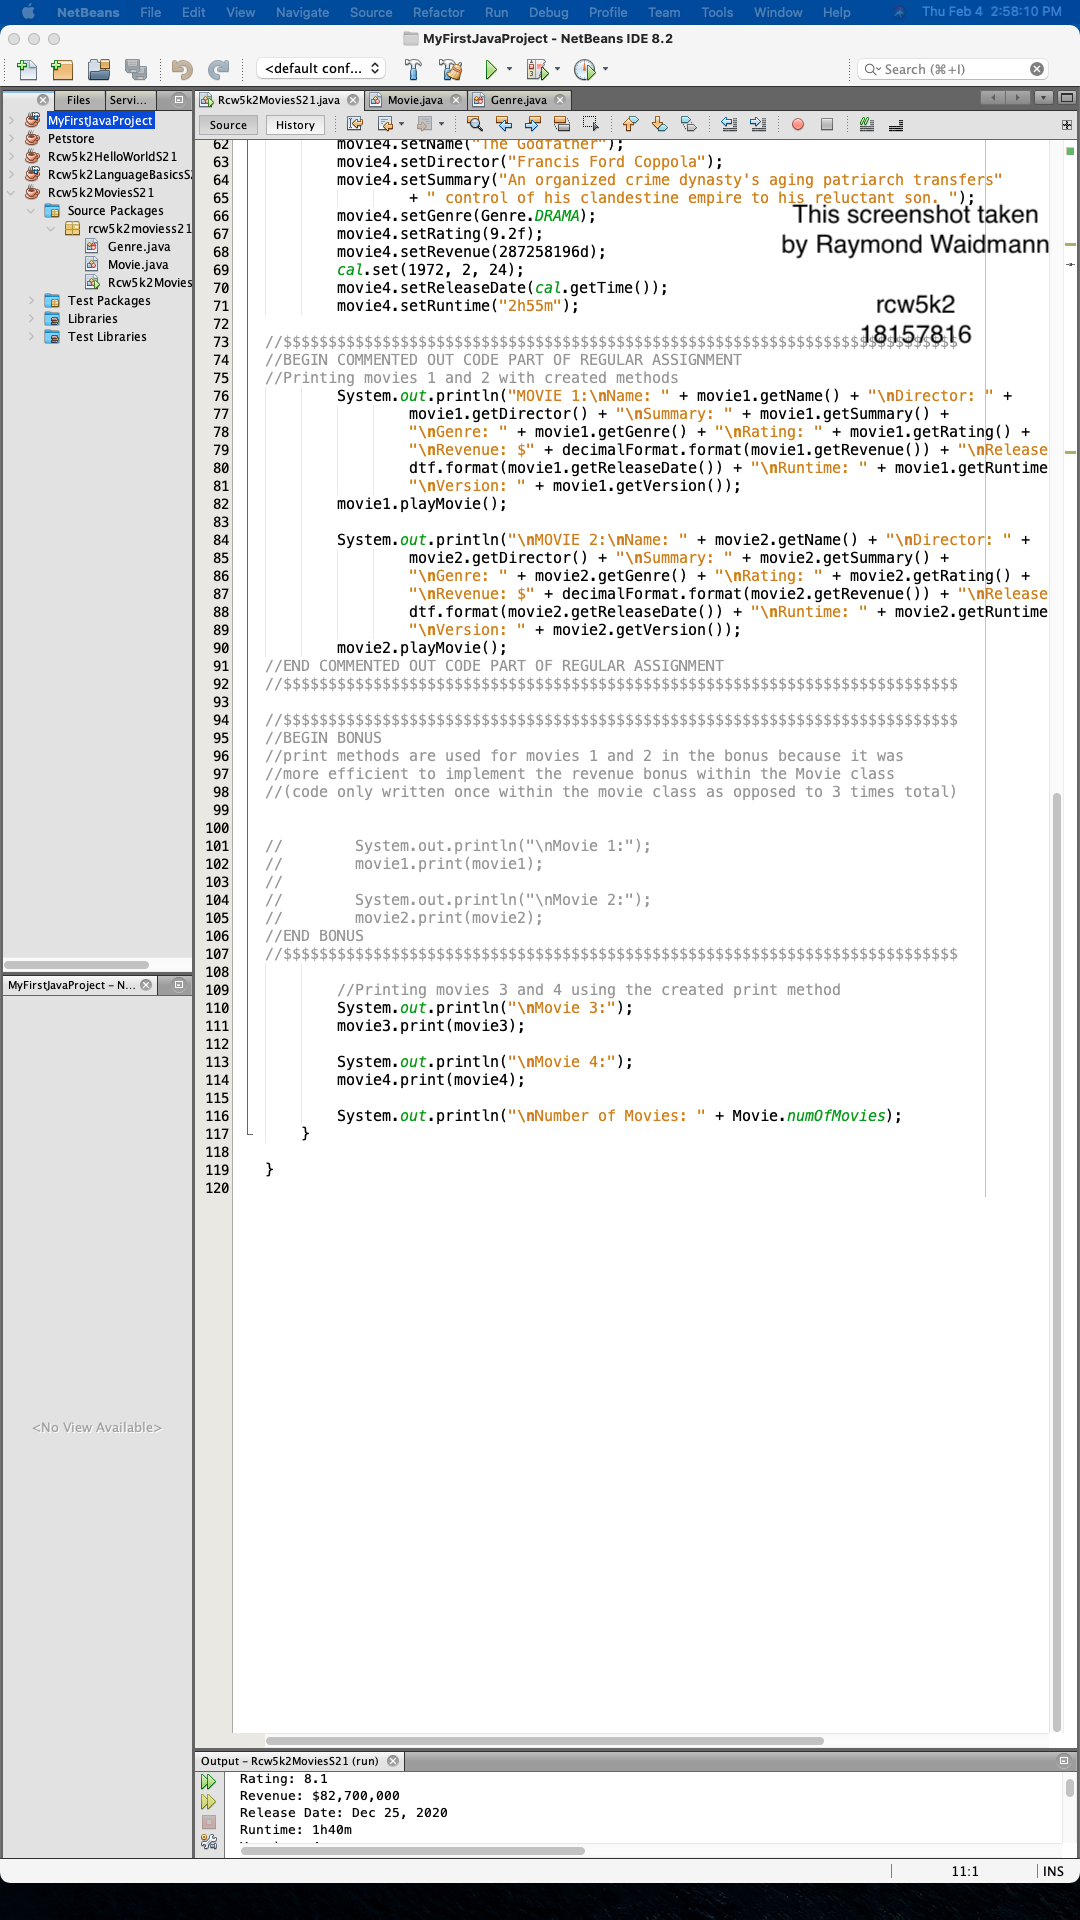 NetBeans File Edit View Navigate Source Refactor Run Debug Profile Team Tools Window Help Thu Feb 4 2:58:10 PM
MyFirstJavaProject - NetBeans IDE 8.2
<default conf... Search (⌘+I)
Files Servi...
Rcw5k2MoviesS21.java Movie.java Genre.java
Source History
MyFirstJavaProject
Petstore
Rcw5k2HelloWorldS21
Rcw5k2LanguageBasicsS
Rcw5k2MoviesS21
Source Packages
rcw5k2moviess21
Genre.java
Movie.java
Rcw5k2Movies
Test Packages
Libraries
Test Libraries
MyFirstJavaProject - N...
<No View Available>
62 movie4.setName("The Godfather");
63 movie4.setDirector("Francis Ford Coppola");
64 movie4.setSummary("An organized crime dynasty's aging patriarch transfers"
65 + " control of his clandestine empire to his reluctant son. ");
66 movie4.setGenre(Genre.DRAMA);
67 movie4.setRating(9.2f);
68 movie4.setRevenue(287258196d);
69 cal.set(1972, 2, 24);
70 movie4.setReleaseDate(cal.getTime());
71 movie4.setRuntime("2h55m");
72
This screenshot taken
by Raymond Waidmann
rcw5k2
18157816
73 //$$$$$$$$$$$$$$$$$$$$$$$$$$$$$$$$$$$$$$$$$$$$$$$$$$$$$$$$$$$$$$$$$$$$$$$$$$$
74 //BEGIN COMMENTED OUT CODE PART OF REGULAR ASSIGNMENT
75 //Printing movies 1 and 2 with created methods
76 System.out.println("MOVIE 1:\nName: " + movie1.getName() + "\nDirector: " +
77 movie1.getDirector() + "\nSummary: " + movie1.getSummary() +
78 "\nGenre: " + movie1.getGenre() + "\nRating: " + movie1.getRating() +
79 "\nRevenue: $" + decimalFormat.format(movie1.getRevenue()) + "\nRelease
80 dtf.format(movie1.getReleaseDate()) + "\nRuntime: " + movie1.getRuntime
81 "\nVersion: " + movie1.getVersion());
82 movie1.playMovie();
83
84 System.out.println("\nMOVIE 2:\nName: " + movie2.getName() + "\nDirector: " +
85 movie2.getDirector() + "\nSummary: " + movie2.getSummary() +
86 "\nGenre: " + movie2.getGenre() + "\nRating: " + movie2.getRating() +
87 "\nRevenue: $" + decimalFormat.format(movie2.getRevenue()) + "\nRelease
88 dtf.format(movie2.getReleaseDate()) + "\nRuntime: " + movie2.getRuntime
89 "\nVersion: " + movie2.getVersion());
90 movie2.playMovie();
91 //END COMMENTED OUT CODE PART OF REGULAR ASSIGNMENT
92 //$$$$$$$$$$$$$$$$$$$$$$$$$$$$$$$$$$$$$$$$$$$$$$$$$$$$$$$$$$$$$$$$$$$$$$$$$$$
93
94 //$$$$$$$$$$$$$$$$$$$$$$$$$$$$$$$$$$$$$$$$$$$$$$$$$$$$$$$$$$$$$$$$$$$$$$$$$$$
95 //BEGIN BONUS
96 //print methods are used for movies 1 and 2 in the bonus because it was
97 //more efficient to implement the revenue bonus within the Movie class
98 //(code only written once within the movie class as opposed to 3 times total)
99
100
101 // System.out.println("\nMovie 1:");
102 // movie1.print(movie1);
103 //
104 // System.out.println("\nMovie 2:");
105 // movie2.print(movie2);
106 //END BONUS
107 //$$$$$$$$$$$$$$$$$$$$$$$$$$$$$$$$$$$$$$$$$$$$$$$$$$$$$$$$$$$$$$$$$$$$$$$$$$$
108
109 //Printing movies 3 and 4 using the created print method
110 System.out.println("\nMovie 3:");
111 movie3.print(movie3);
112
113 System.out.println("\nMovie 4:");
114 movie4.print(movie4);
115
116 System.out.println("\nNumber of Movies: " + Movie.numOfMovies);
117 }
118
119 }
120
Output - Rcw5k2MoviesS21 (run)
Rating: 8.1
Revenue: $82,700,000
Release Date: Dec 25, 2020
Runtime: 1h40m
11:1 INS